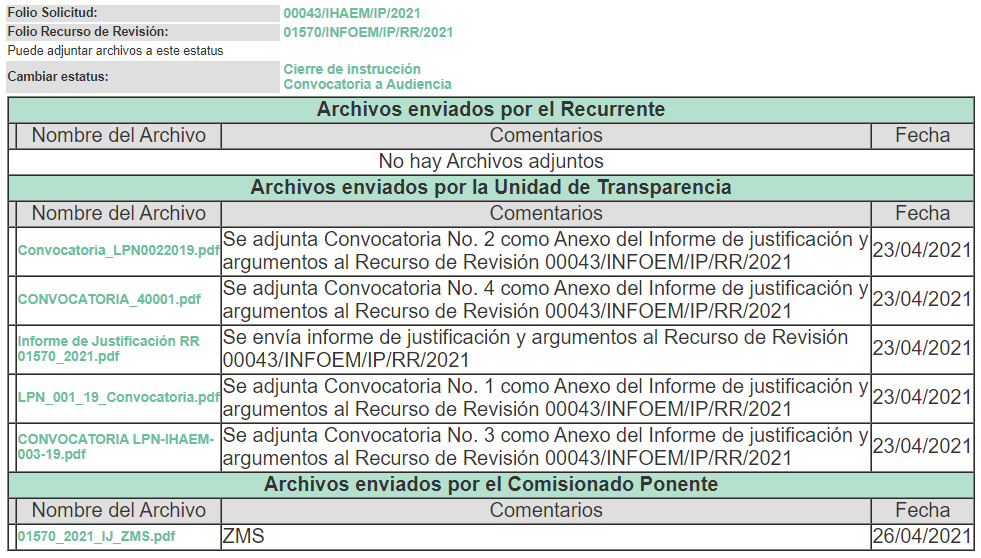 Folio Solicitud: 00043/IHAEM/IP/2021
Folio Recurso de Revisión: 01570/INFOEM/IP/RR/2021
Puede adjuntar archivos a este estatus
Cambiar estatus: Cierre de instrucción
Convocatoria a Audiencia
Archivos enviados por el Recurrente
Nombre del Archivo Comentarios Fecha
No hay Archivos adjuntos
Archivos enviados por la Unidad de Transparencia
Nombre del Archivo Comentarios Fecha
Convocatoria_LPN0022019.pdf Se adjunta Convocatoria No. 2 como Anexo del Informe de justificación y
argumentos al Recurso de Revisión 00043/INFOEM/IP/RR/2021 23/04/2021
CONVOCATORIA_40001.pdf Se adjunta Convocatoria No. 4 como Anexo del Informe de justificación y
argumentos al Recurso de Revisión 00043/INFOEM/IP/RR/2021 23/04/2021
Informe de Justificación RR
01570_2021.pdf
Se envía informe de justificación y argumentos al Recurso de Revisión
00043/INFOEM/IP/RR/2021 23/04/2021
LPN_001_19_Convocatoria.pdf Se adjunta Convocatoria No. 1 como Anexo del Informe de justificación y
argumentos al Recurso de Revisión 00043/INFOEM/IP/RR/2021 23/04/2021
CONVOCATORIA LPN-IHAEM-
003-19.pdf
Se adjunta Convocatoria No. 3 como Anexo del Informe de justificación y
argumentos al Recurso de Revisión 00043/INFOEM/IP/RR/2021 23/04/2021
Archivos enviados por el Comisionado Ponente
Nombre del Archivo Comentarios Fecha
01570_2021_IJ_ZMS.pdf ZMS 26/04/2021